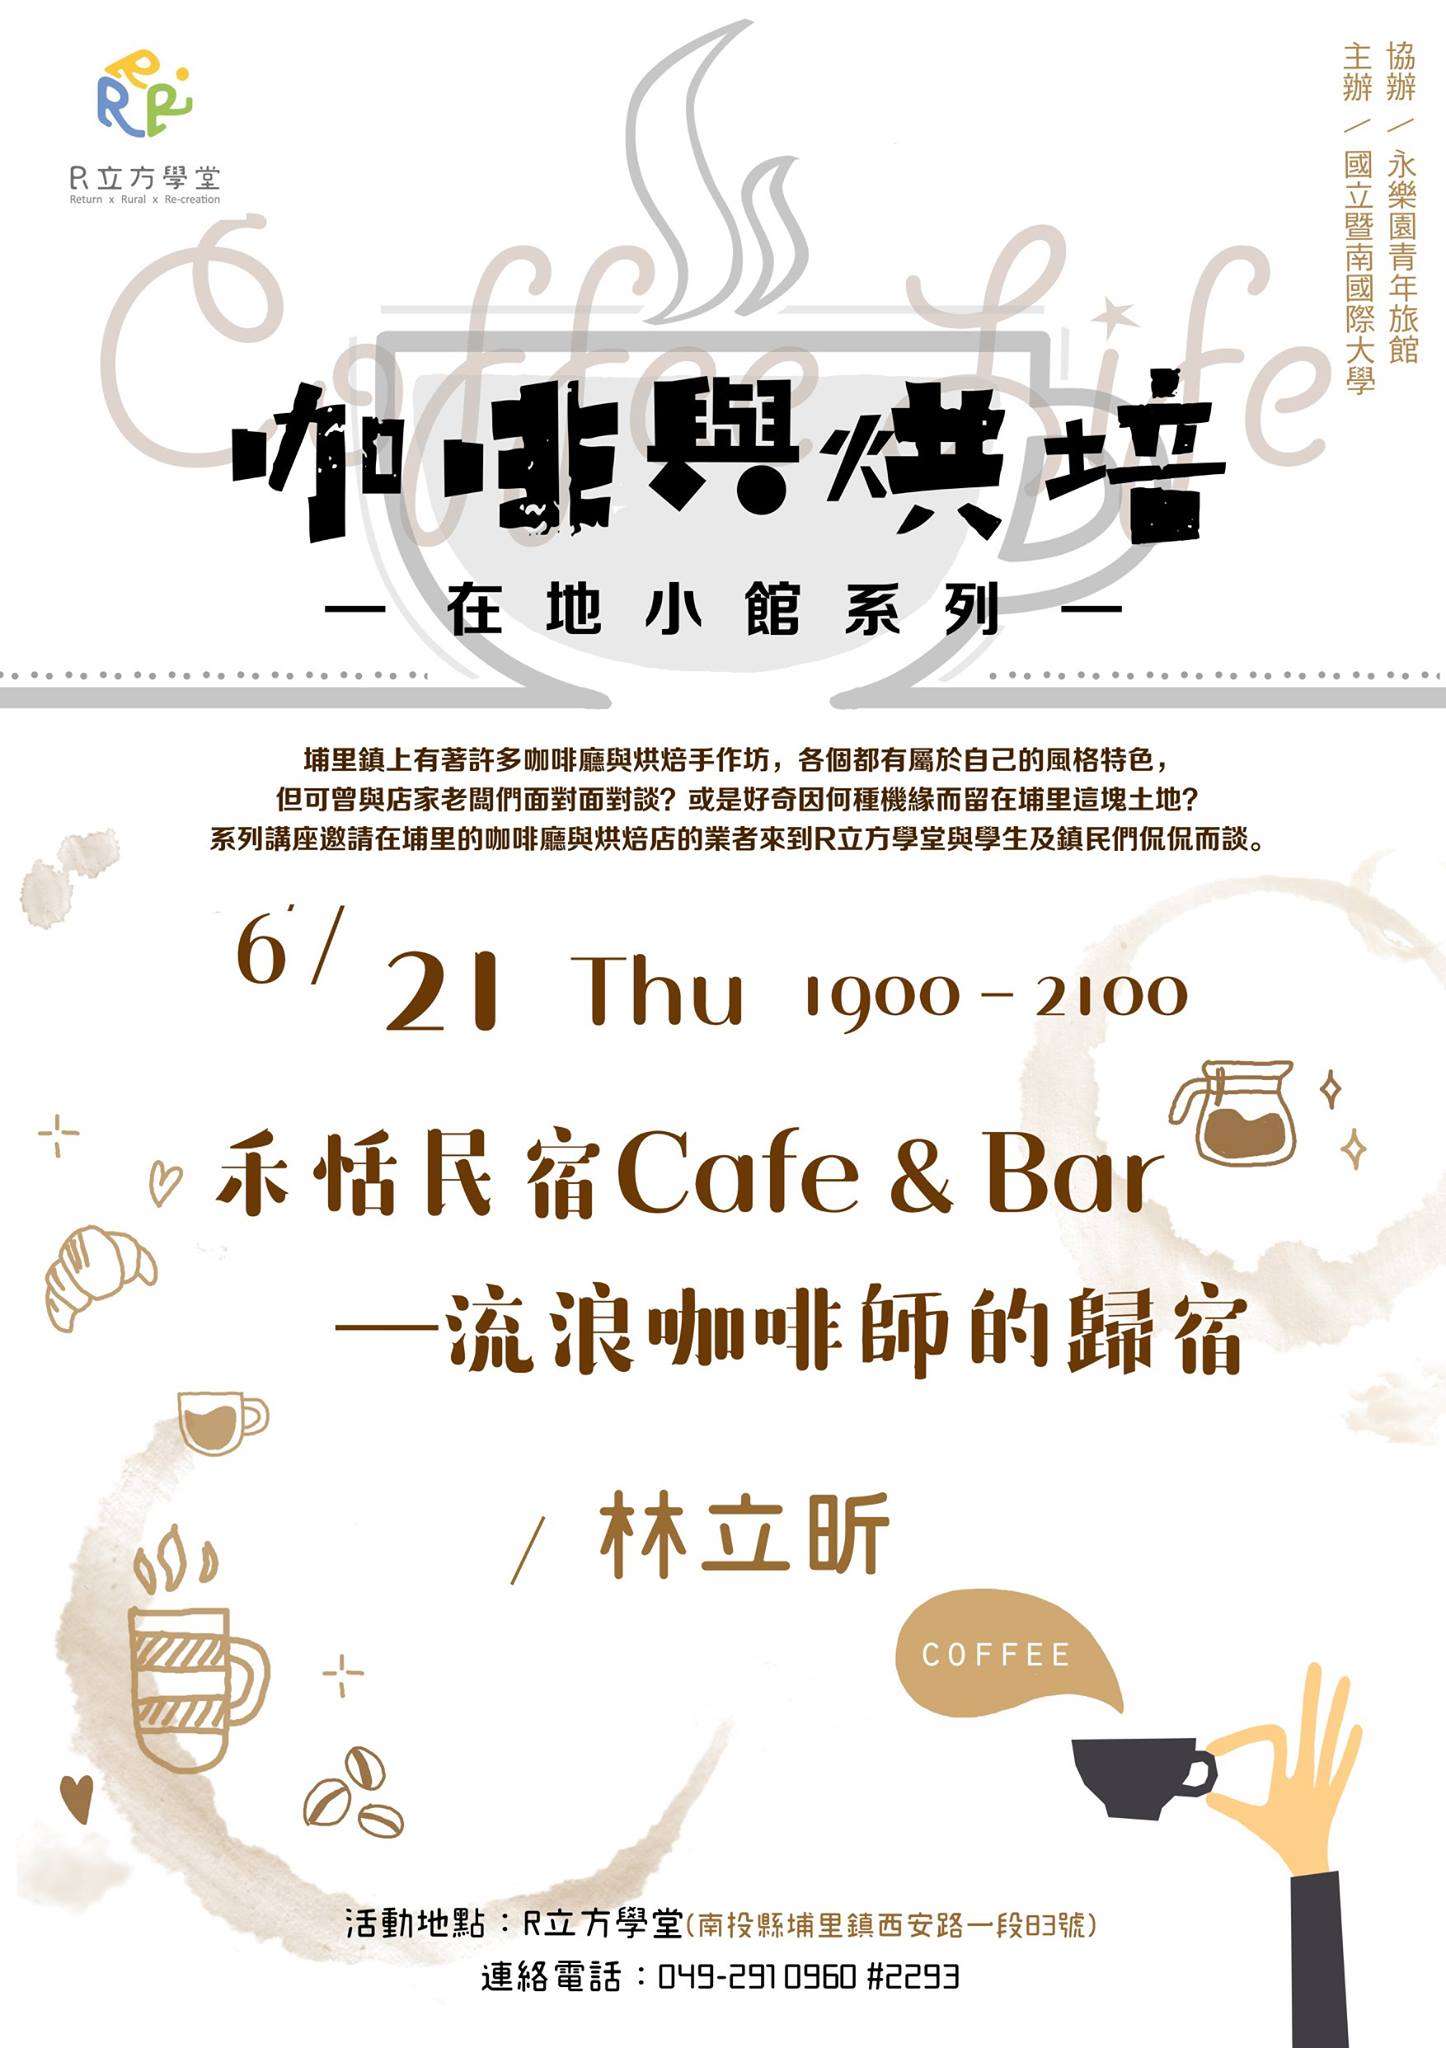 R立方學堂
Return x Rural x Re-creation
協辦 / 永樂園青年旅館
主辦 / 國立暨南國際大學
Coffee Life
咖啡與烘培
—在地小館系列—
埔里鎮上有著許多咖啡廳與烘焙手作坊，各個都有屬於自己的風格特色，
但可曾與店家老闆們面對面對談？或是好奇因何種機緣而留在埔里這塊土地？
系列講座邀請在埔里的咖啡廳與烘焙店的業者來到R立方學堂與學生及鎮民們侃侃而談。
6/21 Thu 1900-2100
禾恬民宿Cafe & Bar
—流浪咖啡師的歸宿
/ 林立昕
COFFEE
活動地點：R立方學堂(南投縣埔里鎮西安路一段83號)
連絡電話：049-2910960 #2293